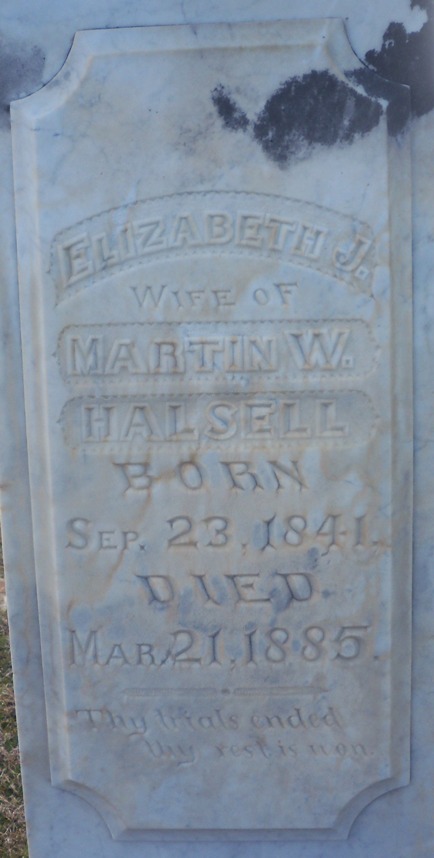 ELIZABETH J.
WIFE OF
MARTIN W.
HALSELL
BORN
SEP. 23, 1841.
DIED.
MAR. 21, 1885.
Thy trials ended
thy rest is won.